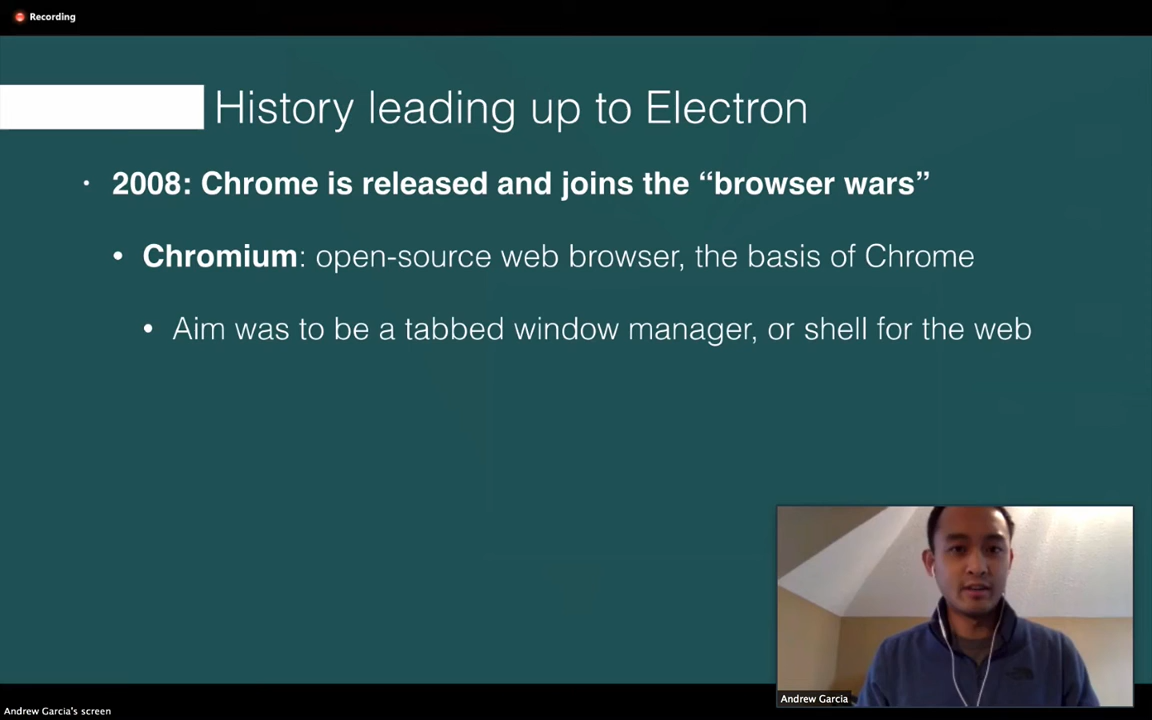 Recording
History leading up to Electron
• 2008: Chrome is released and joins the “browser wars”
• Chromium: open-source web browser, the basis of Chrome
• Aim was to be a tabbed window manager, or shell for the web
Andrew Garcia
Andrew Garcia's screen